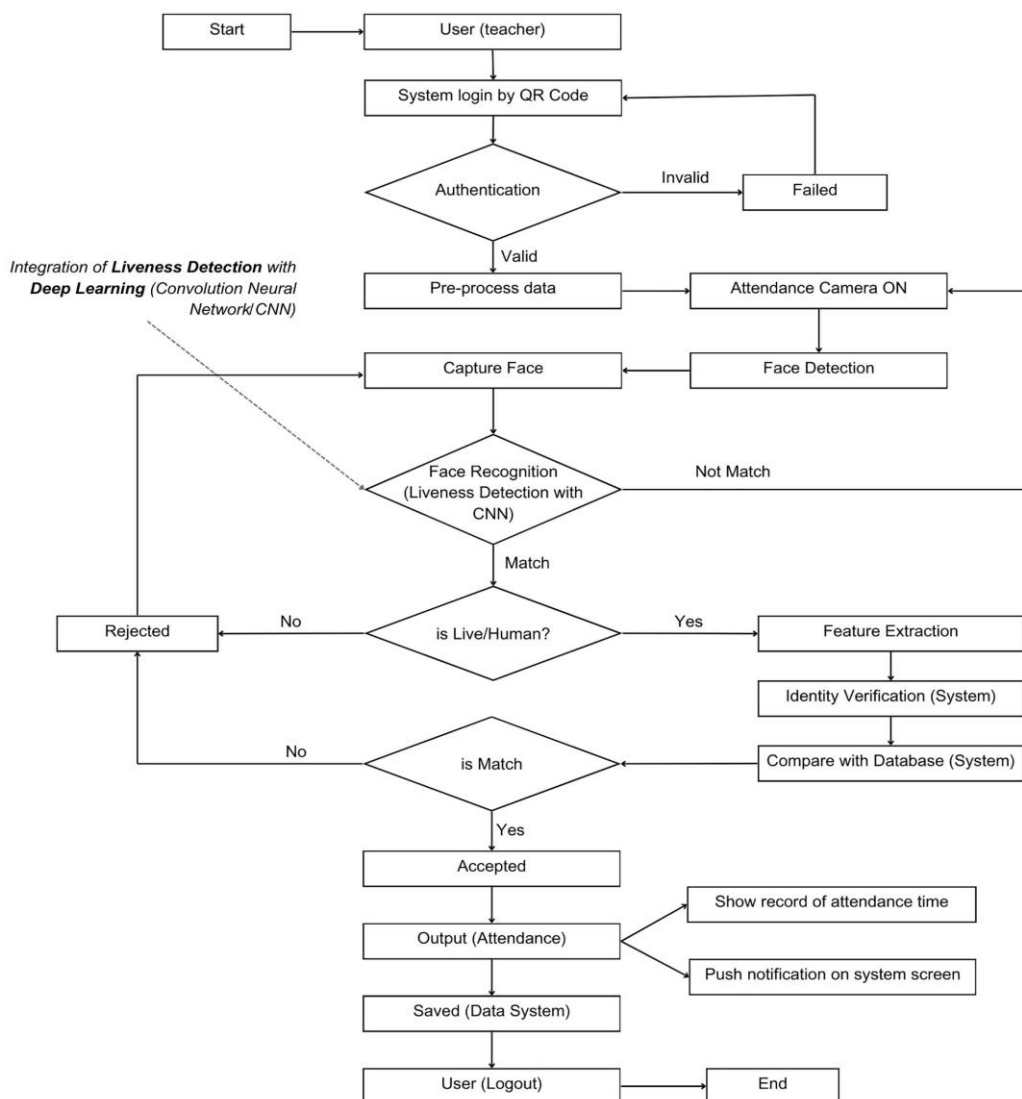 Start
User (teacher)
System login by QR Code
Authentication
Invalid
Failed
Valid
Integration of Liveness Detection with
Deep Learning (Convolution Neural
Network/CNN)
Pre-process data
Attendance Camera ON
Capture Face
Face Detection
Face Recognition
(Liveness Detection with
CNN)
Not Match
Match
Rejected
No
is Live/Human?
Yes
Feature Extraction
Identity Verification (System)
No
is Match
Compare with Database (System)
Yes
Accepted
Show record of attendance time
Output (Attendance)
Push notification on system screen
Saved (Data System)
User (Logout)
End